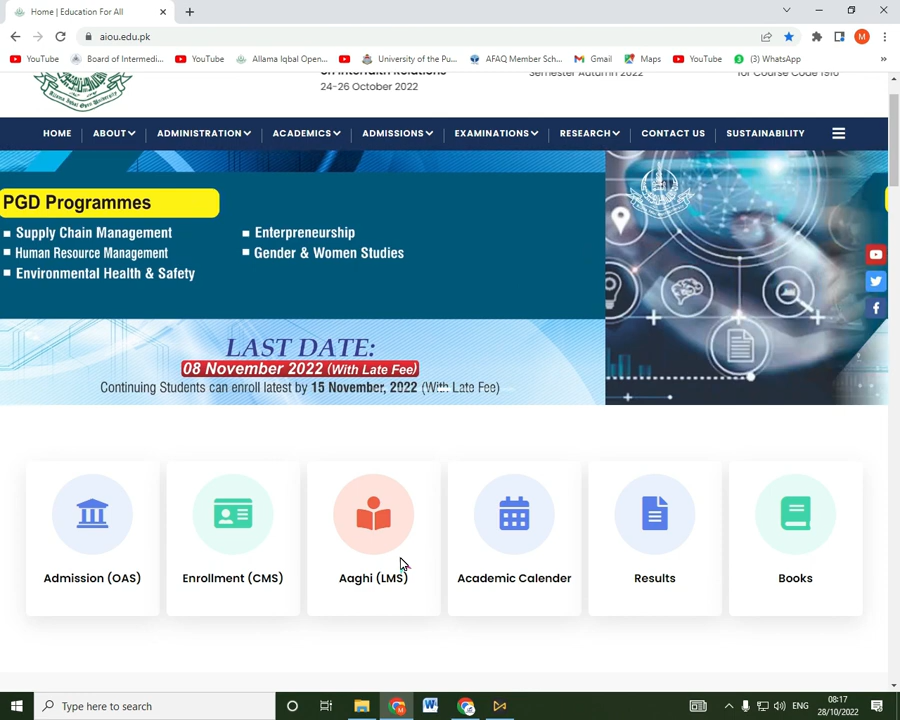 Home | Education For All
aiou.edu.pk
M
YouTube
Board of Intermedi...
YouTube
Allama Iqbal Open...
University of the Pu...
AFAQ Member Sch...
Gmail
Maps
YouTube
(3) WhatsApp
»
on Interfaith Relations
24-26 October 2022
Semester Autumn 2022
for Course Code 1910
HOME
ABOUT
ADMINISTRATION
ACADEMICS
ADMISSIONS
EXAMINATIONS
RESEARCH
CONTACT US
SUSTAINABILITY
PGD Programmes
Supply Chain Management
Human Resource Management
Environmental Health & Safety
Enterpreneurship
Gender & Women Studies
LAST DATE:
08 November 2022 (With Late Fee)
Continuing Students can enroll latest by 15 November, 2022 (With Late Fee)
Admission (OAS)
Enrollment (CMS)
Aaghi (LMS)
Academic Calender
Results
Books
Type here to search
ENG
08:17
28/10/2022